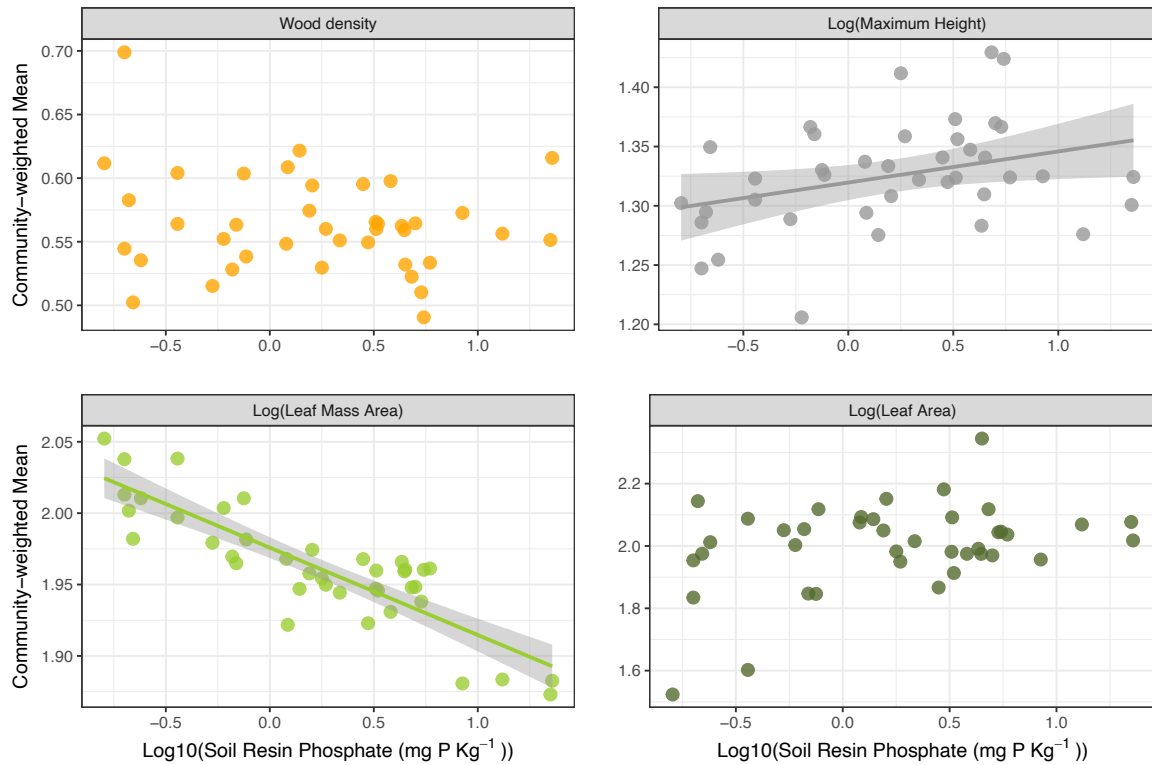 Wood density
Community-weighted Mean
0.70
0.65
0.60
0.55
0.50
−0.5 0.0 0.5 1.0
Log(Maximum Height)
1.40
1.35
1.30
1.25
1.20
−0.5 0.0 0.5 1.0
Log(Leaf Mass Area)
Community-weighted Mean
2.05
2.00
1.95
1.90
−0.5 0.0 0.5 1.0
Log10(Soil Resin Phosphate (mg P Kg⁻¹ ))
Log(Leaf Area)
2.2
2.0
1.8
1.6
−0.5 0.0 0.5 1.0
Log10(Soil Resin Phosphate (mg P Kg⁻¹ ))